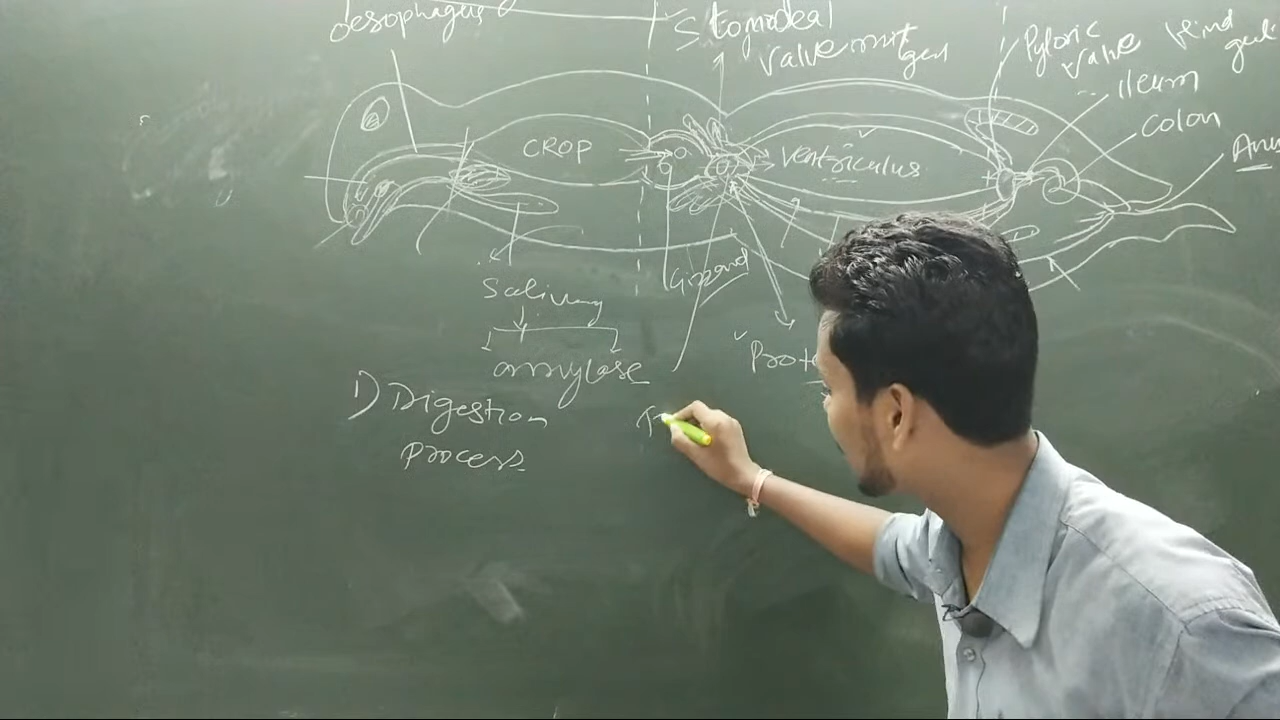 oesophagus
Stomodeal
valve midgut
Pyloric
valve hind
gut
Ileum
Colon
CROP
Ventriculus
Anu
Gizzard
Salivary
amylase
Prote
1) Digestion
process